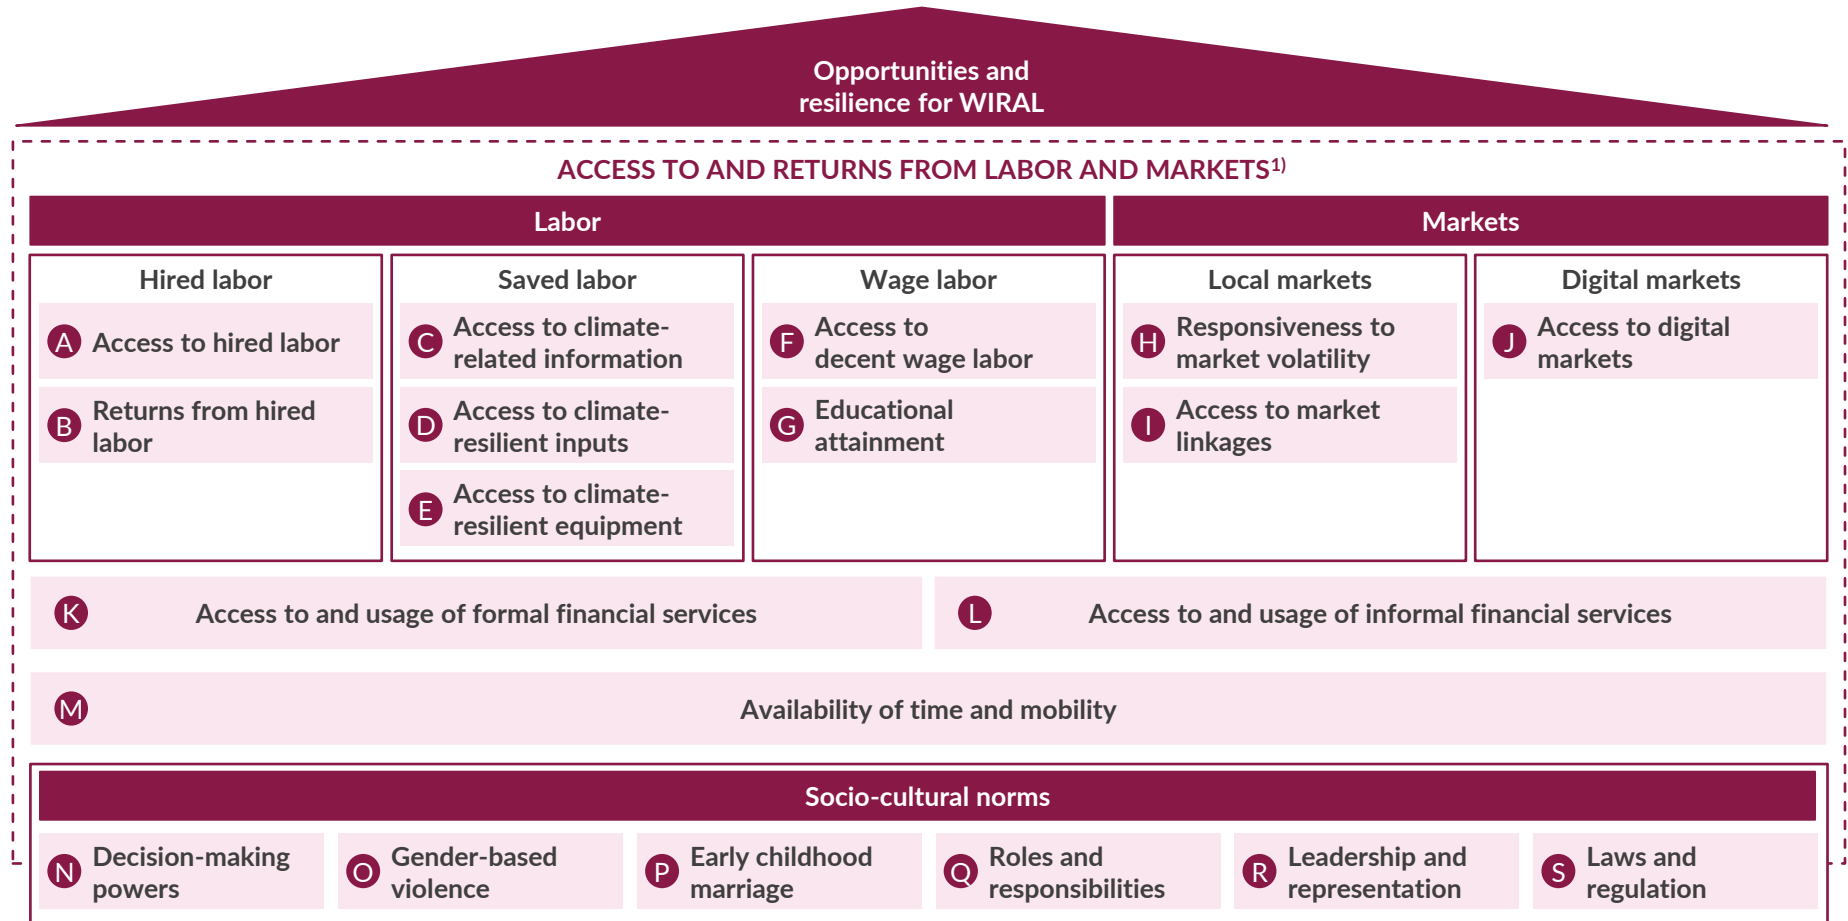 Opportunities and
resilience for WIRAL
ACCESS TO AND RETURNS FROM LABOR AND MARKETS¹⁾
Labor
Markets
Hired labor
A
Access to hired labor
B
Returns from hired
labor
Saved labor
C
Access to climate-
related information
D
Access to climate-
resilient inputs
E
Access to climate-
resilient equipment
Wage labor
F
Access to
decent wage labor
G
Educational
attainment
Local markets
H
Responsiveness to
market volatility
I
Access to market
linkages
Digital markets
J
Access to digital
markets
K
Access to and usage of formal financial services
L
Access to and usage of informal financial services
M
Availability of time and mobility
Socio-cultural norms
N
Decision-making
powers
O
Gender-based
violence
P
Early childhood
marriage
Q
Roles and
responsibilities
R
Leadership and
representation
S
Laws and
regulation